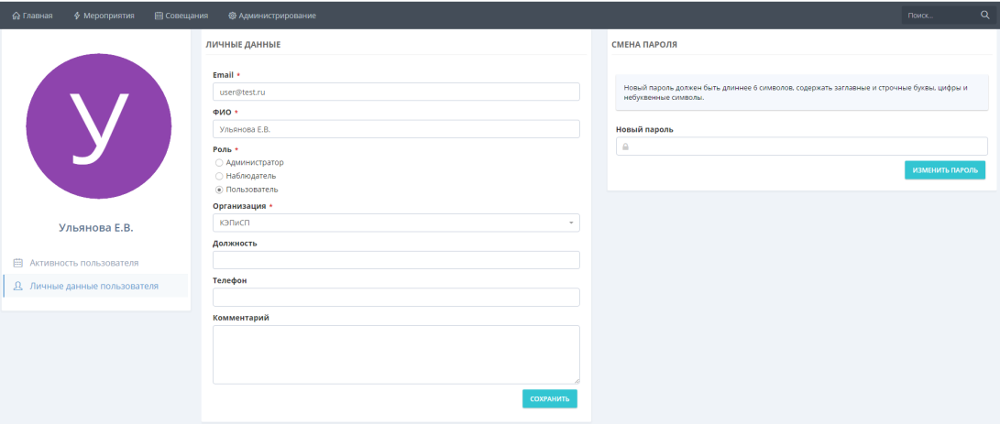 Главная Мероприятия Совещания Администрирование Поиск...
У
Ульянова Е.В.
Активность пользователя
Личные данные пользователя
ЛИЧНЫЕ ДАННЫЕ
Email *
user@test.ru
ФИО *
Ульянова Е.В.
Роль *
Администратор
Наблюдатель
Пользователь
Организация *
КЭПиСП
Должность
Телефон
Комментарий
СОХРАНИТЬ
СМЕНА ПАРОЛЯ
Новый пароль должен быть длиннее 6 символов, содержать заглавные и строчные буквы, цифры и
небуквенные символы.
Новый пароль
ИЗМЕНИТЬ ПАРОЛЬ